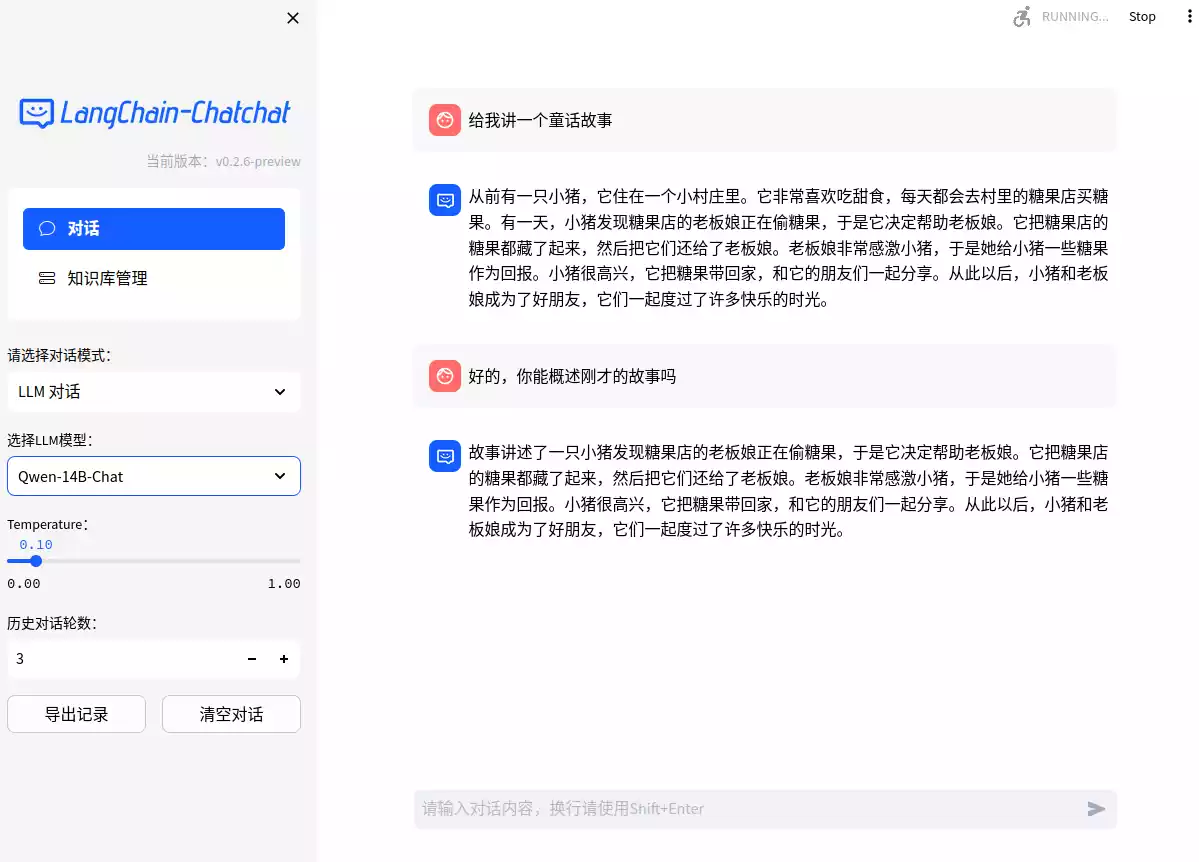 RUNNING... Stop
LangChain-Chatchat
当前版本：v0.2.6-preview
对话
知识库管理
请选择对话模式：
LLM 对话
选择LLM模型：
Qwen-14B-Chat
Temperature：
0.10
0.00 1.00
历史对话轮数：
3 − +
导出记录 清空对话
给我讲一个童话故事
从前有一只小猪，它住在一个小村庄里。它非常喜欢吃甜食，每天都会去村里的糖果店买糖
果。有一天，小猪发现糖果店的老板娘正在偷糖果，于是它决定帮助老板娘。它把糖果店的
糖果都藏了起来，然后把它们还给了老板娘。老板娘非常感激小猪，于是她给小猪一些糖果
作为回报。小猪很高兴，它把糖果带回家，和它的朋友们一起分享。从此以后，小猪和老板
娘成为了好朋友，它们一起度过了许多快乐的时光。
好的，你能概述刚才的故事吗
故事讲述了一只小猪发现糖果店的老板娘正在偷糖果，于是它决定帮助老板娘。它把糖果店
的糖果都藏了起来，然后把它们还给了老板娘。老板娘非常感激小猪，于是她给小猪一些糖
果作为回报。小猪很高兴，它把糖果带回家，和它的朋友们一起分享。从此以后，小猪和老
板娘成为了好朋友，它们一起度过了许多快乐的时光。
请输入对话内容，换行请使用Shift+Enter